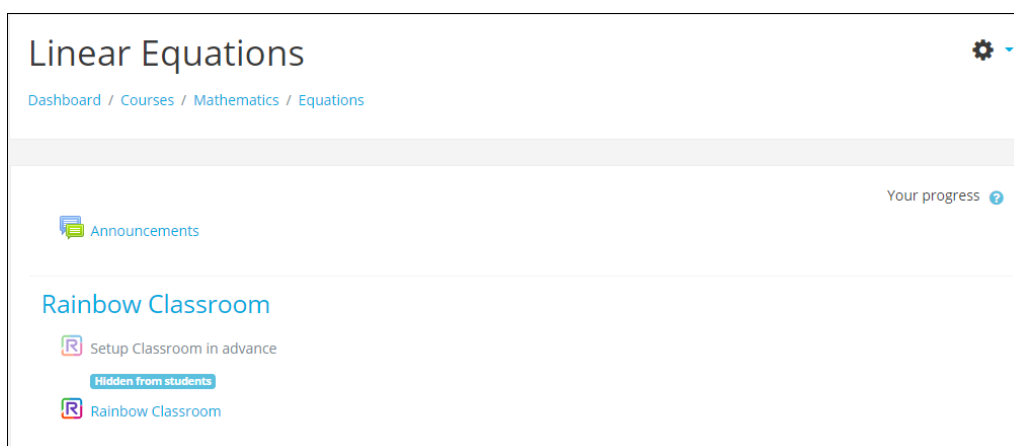 Linear Equations
Dashboard / Courses / Mathematics / Equations
Your progress ?
Announcements
Rainbow Classroom
R Setup Classroom in advance
Hidden from students
R Rainbow Classroom